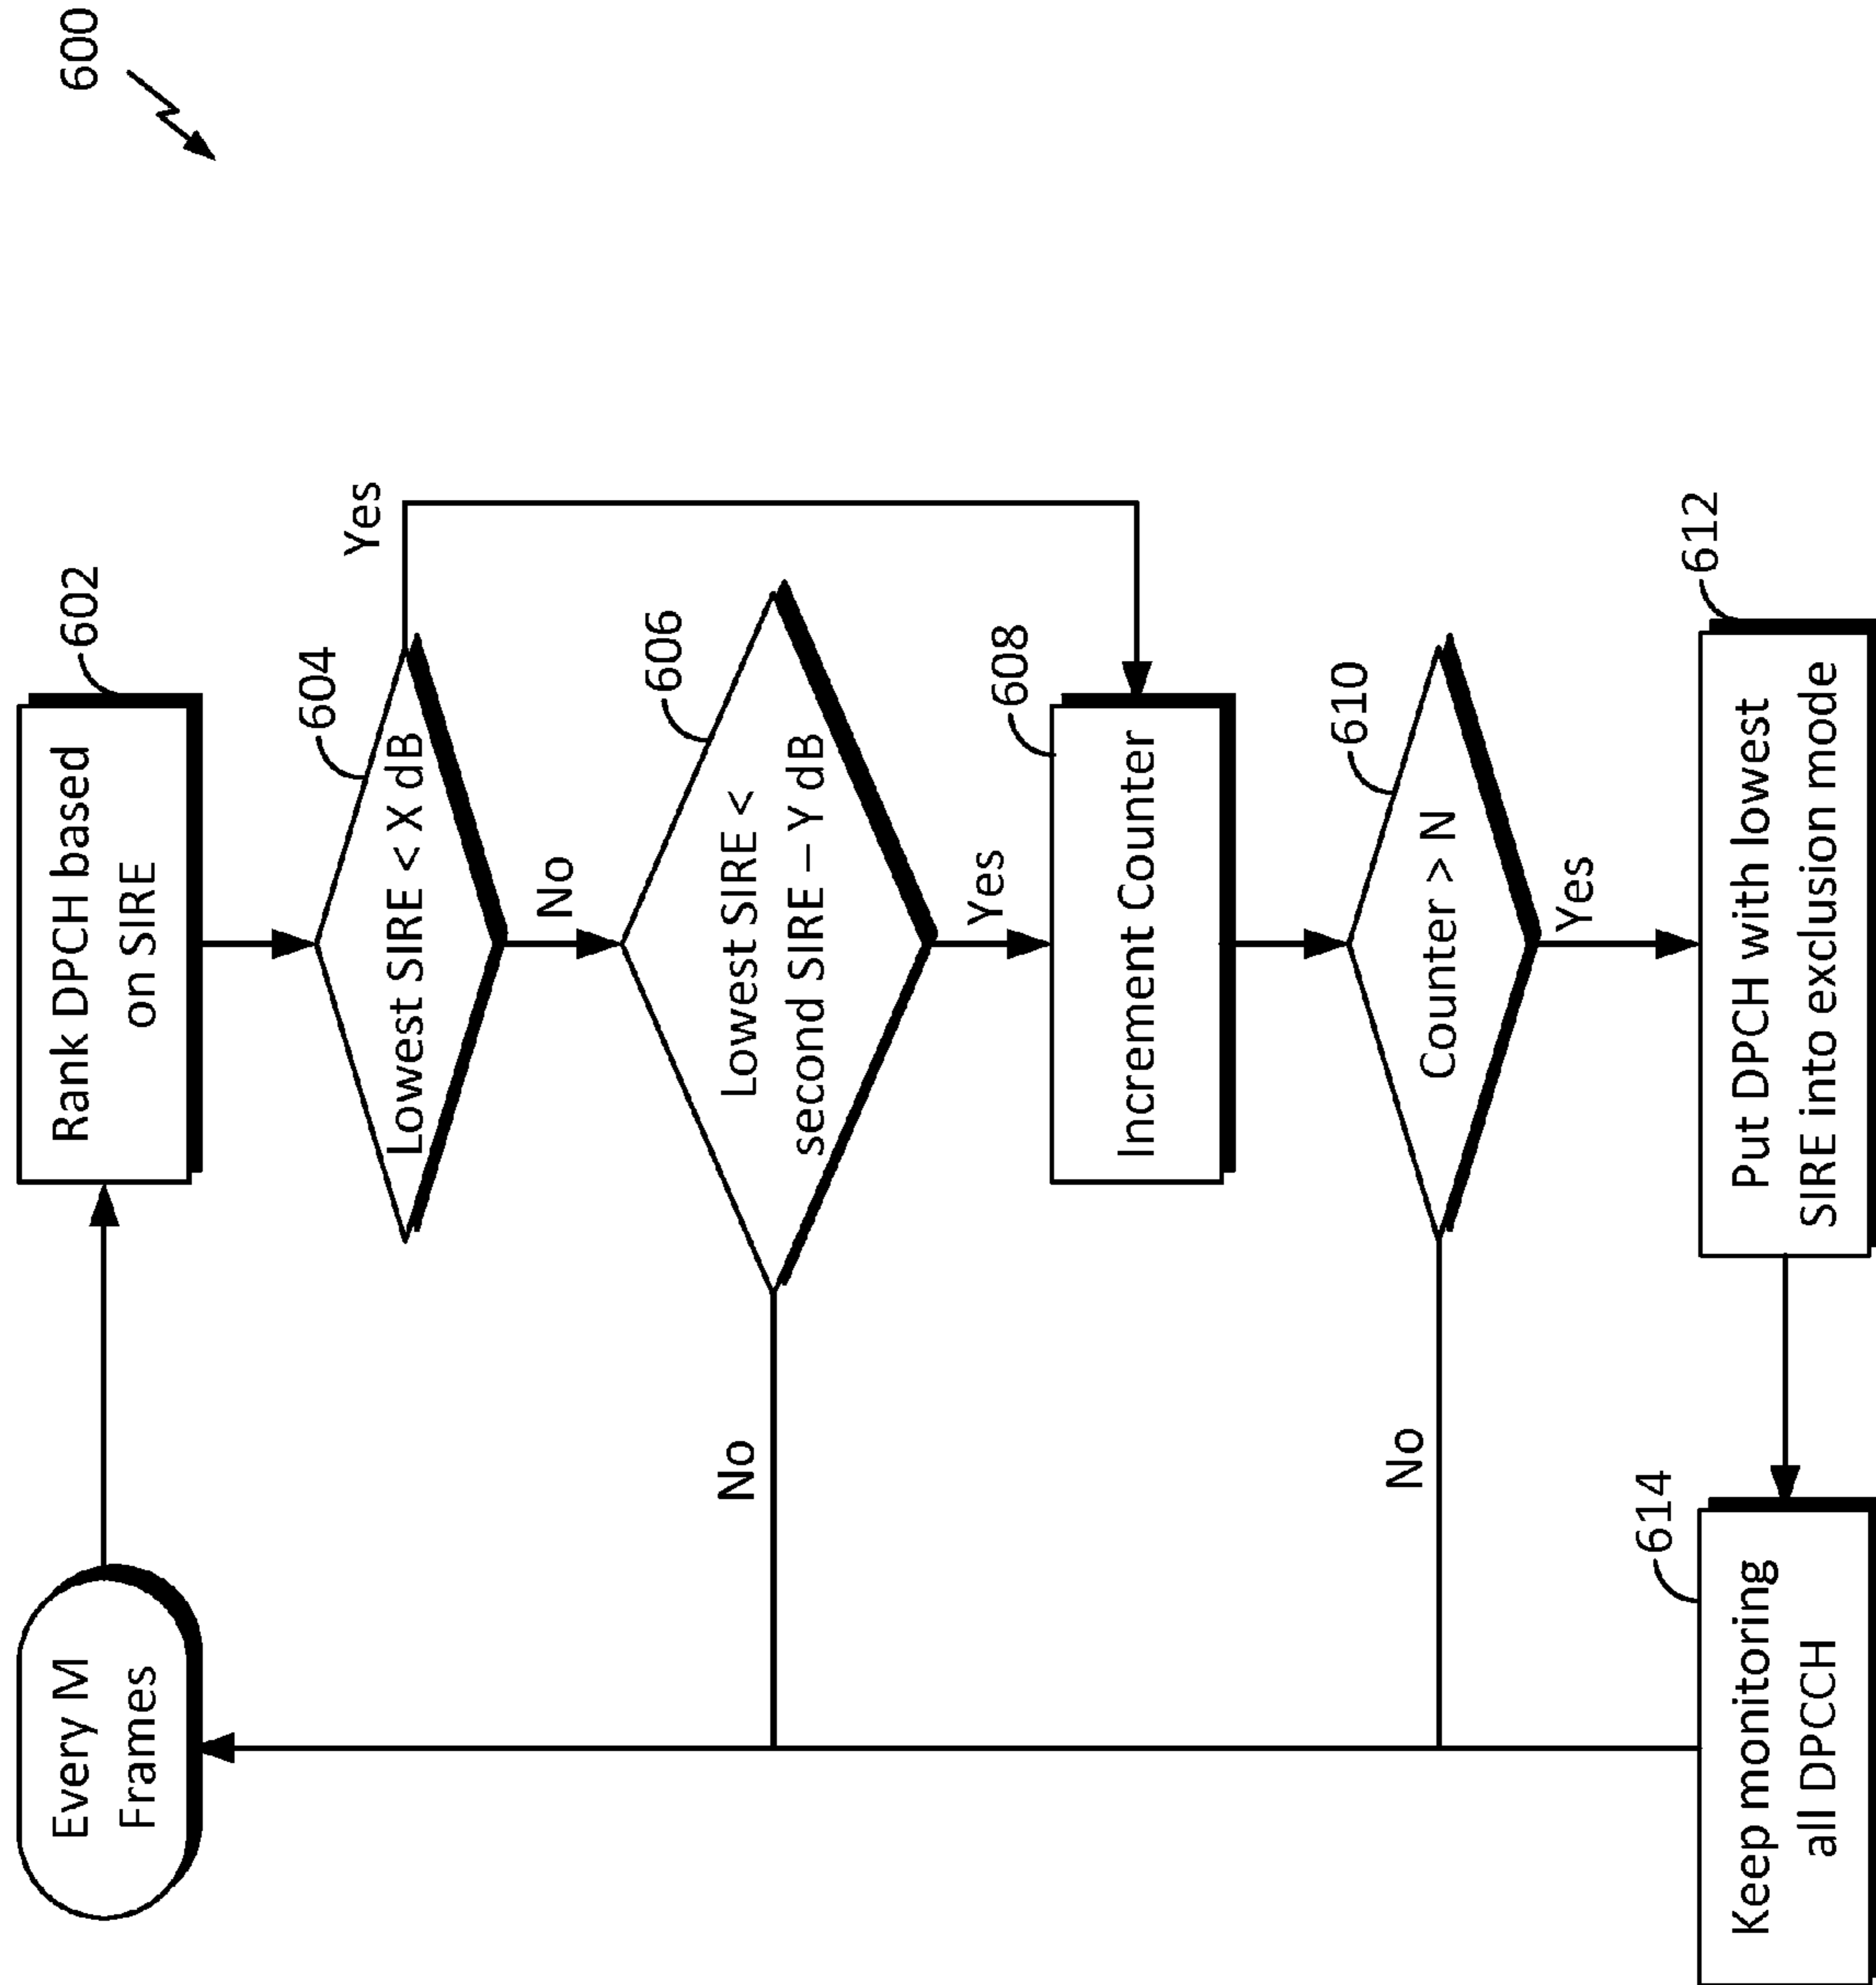 600
Every M
Frames
Rank DPCH based
on SIRE
602
Lowest SIRE < X dB
604
Yes
No
Lowest SIRE <
second SIRE – Y dB
606
No
Yes
Increment Counter
608
Counter > N
610
No
Yes
Put DPCH with lowest
SIRE into exclusion mode
612
Keep monitoring
all DPCCH
614